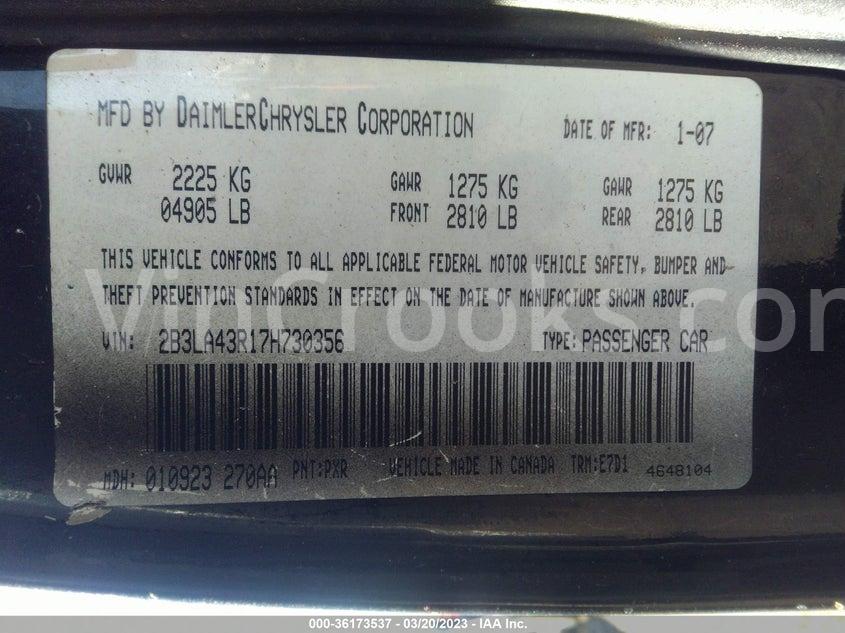 MFD BY DAIMLERCHRYSLER CORPORATION DATE OF MFR: 1-07
GVWR 2225 KG GAWR 1275 KG GAWR 1275 KG
04905 LB FRONT 2810 LB REAR 2810 LB
THIS VEHICLE CONFORMS TO ALL APPLICABLE FEDERAL MOTOR VEHICLE SAFETY, BUMPER AND
THEFT PREVENTION STANDARDS IN EFFECT ON THE DATE OF MANUFACTURE SHOWN ABOVE.
VinCrooks.com
VIN: 2B3LA43R17H730356 TYPE: PASSENGER CAR
MDH: 010923 270AA PNT:PXR VEHICLE MADE IN CANADA TRM:E7D1 4648104
000-36173537 - 03/20/2023 - IAA Inc.